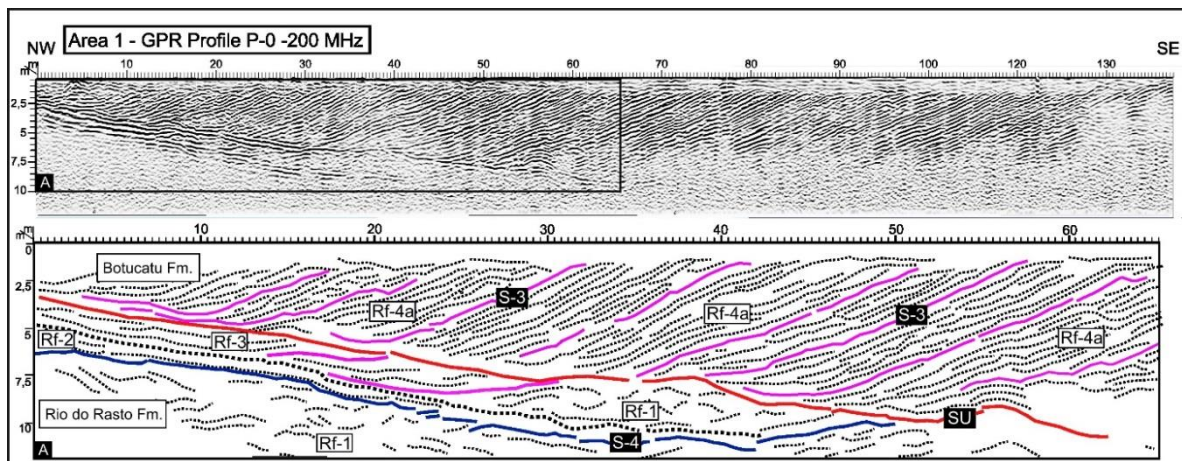 Area 1 - GPR Profile P-0 -200 MHz
NW SE
m/m 10 20 30 40 50 60 70 80 90 100 110 120 130
2,5
5
7.5
10
A
m/m 10 20 30 40 50 60
0
Botucatu Fm.
2,5
S-3
Rf-4a Rf-4a S-3
5
Rf-2 Rf-3 Rf-4a
7,5
Rio do Rasto Fm. Rf-1
10
A Rf-1 S-4 SU